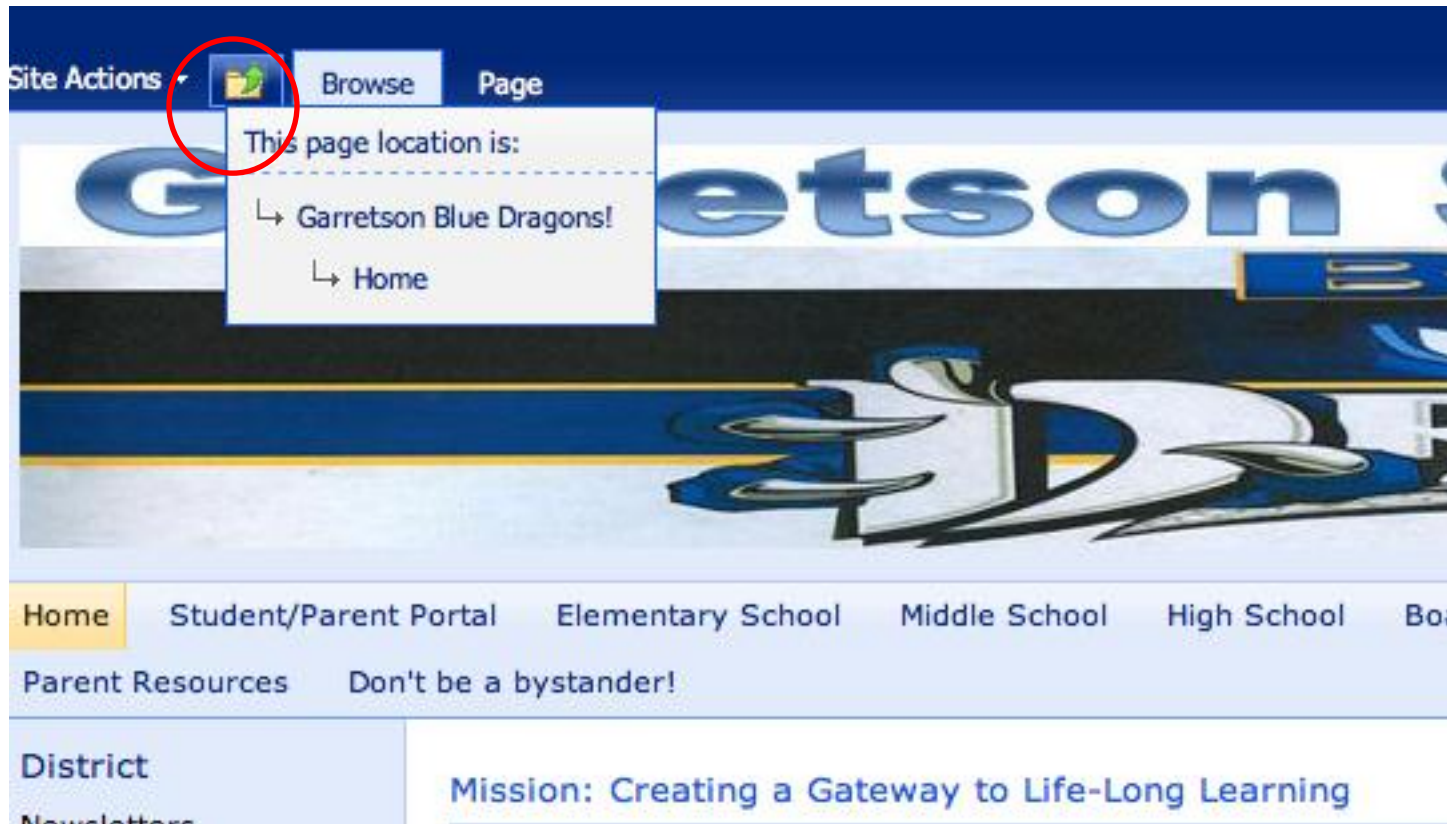 Site Actions Browse Page
This page location is:
Garretson Blue Dragons!
Home
Home Student/Parent Portal Elementary School Middle School High School
Parent Resources Don't be a bystander!
District
Mission: Creating a Gateway to Life-Long Learning
Newsletters